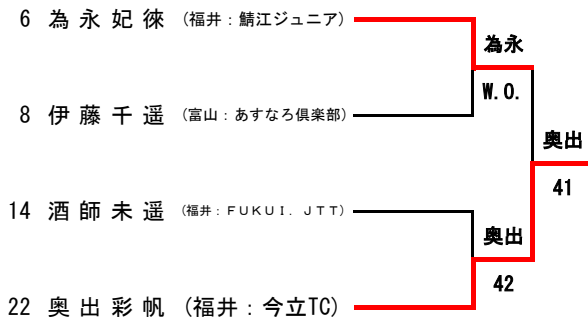 6 為永妃徠 (福井：鯖江ジュニア)
為永
W.O.
8 伊藤千遥 (富山：あすなろ倶楽部)
奥出
41
14 酒師未遥 (福井：ＦＵＫＵＩ．ＪＴＴ)
奥出
42
22 奥出彩帆 (福井：今立TC)